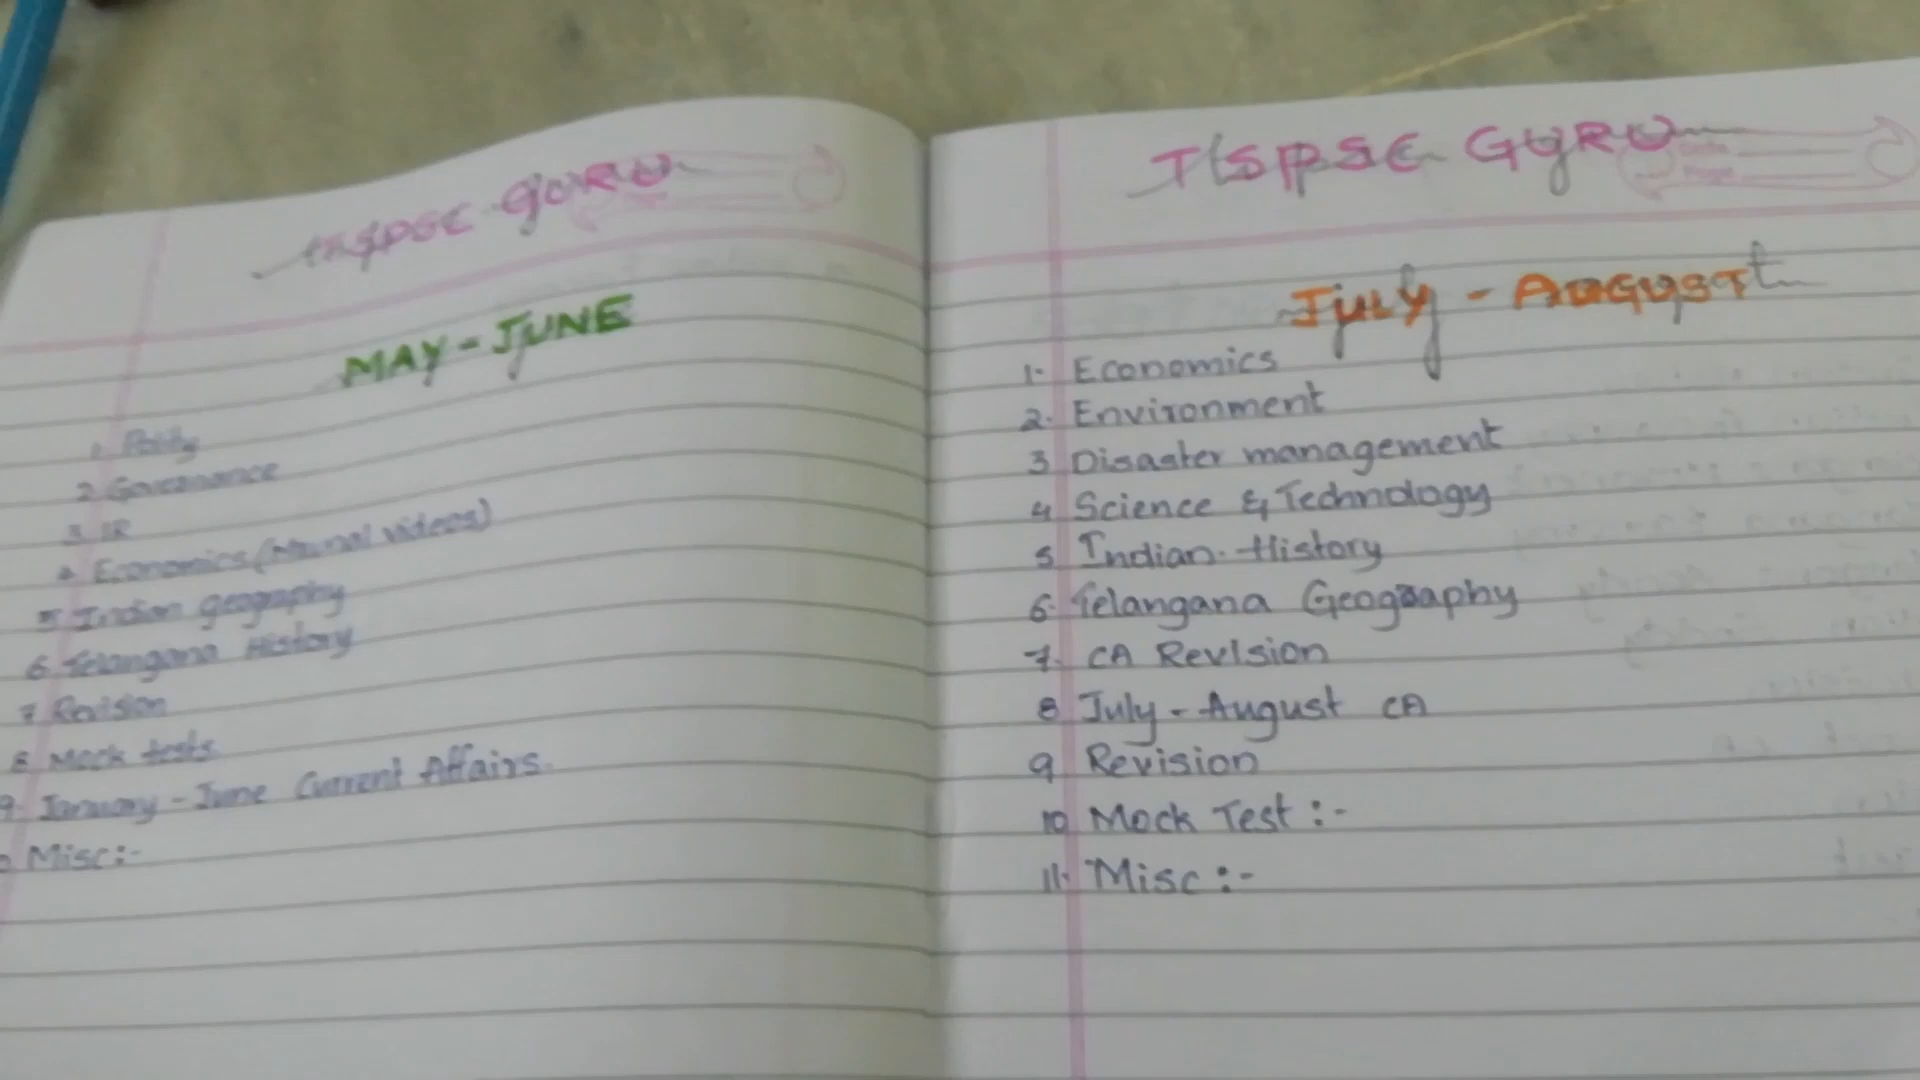 TSPSC GURU
MAY-JUNE
1 Polity
2 Governance
3 IR
4 Economics (Mrunal videos)
5 Indian geography
6 Telangana History
7 Revision
8 Mock tests
9. January - June Current Affairs.
Misc:-
TSPSC GURU
July - AUGUST
1. Economics
2. Environment
3 Disaster management
4 Science & Technology
5 Indian History
6. Telangana Geography
7. CA Revision
8 July - August CA
9 Revision
10 Mock Test :-
11. Misc :-